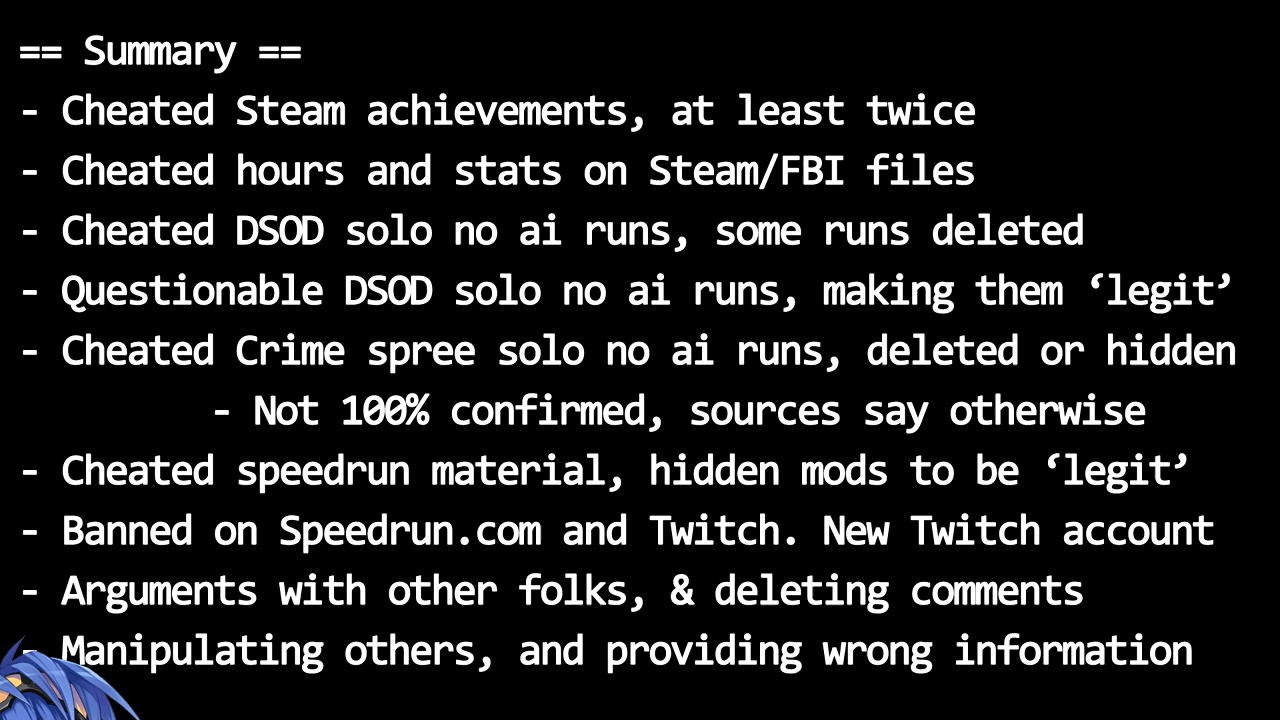 == Summary ==
- Cheated Steam achievements, at least twice
- Cheated hours and stats on Steam/FBI files
- Cheated DSOD solo no ai runs, some runs deleted
- Questionable DSOD solo no ai runs, making them ‘legit’
- Cheated Crime spree solo no ai runs, deleted or hidden
- Not 100% confirmed, sources say otherwise
- Cheated speedrun material, hidden mods to be ‘legit’
- Banned on Speedrun.com and Twitch. New Twitch account
- Arguments with other folks, & deleting comments
- Manipulating others, and providing wrong information